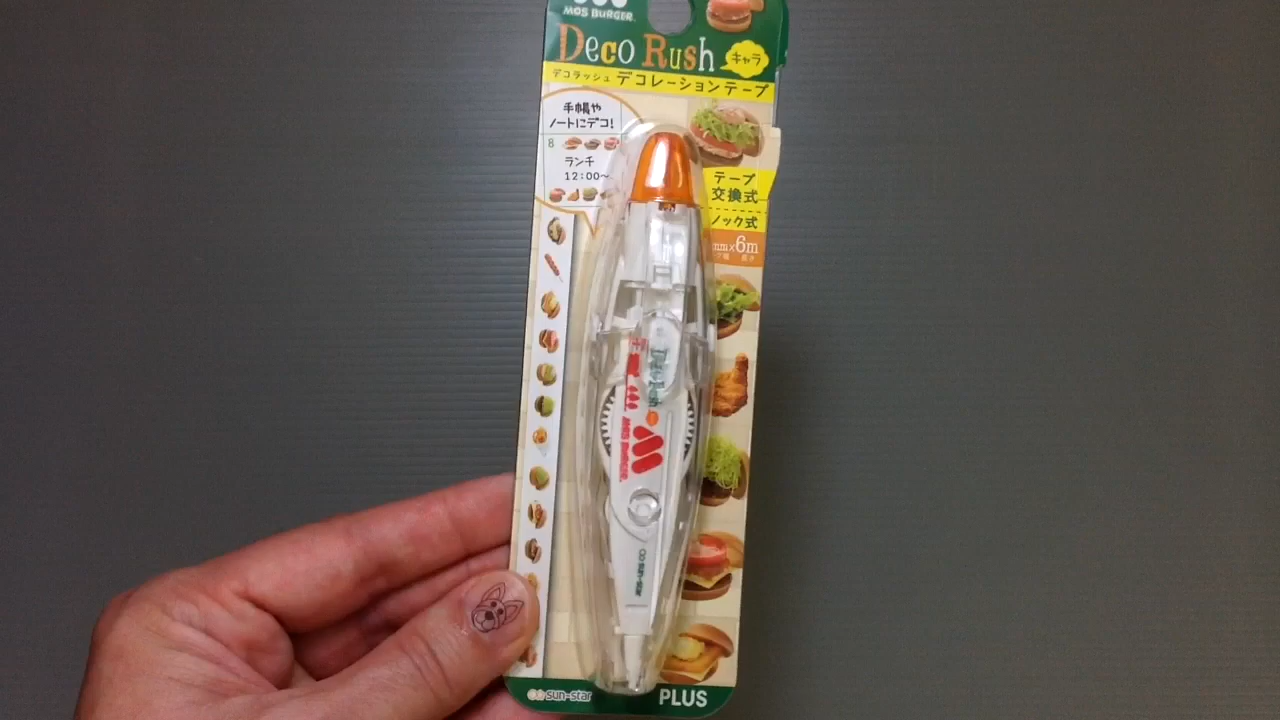 MOS BURGER
Deco Rush
キャラ
デコラッシュ デコレーションテープ
手帳や
ノートにデコ!
8
ランチ
12:00~
テープ
交換式
ノック式
mm×6m
長さ
Deco Rush
MOS BURGER
sun-star
sun-star
PLUS